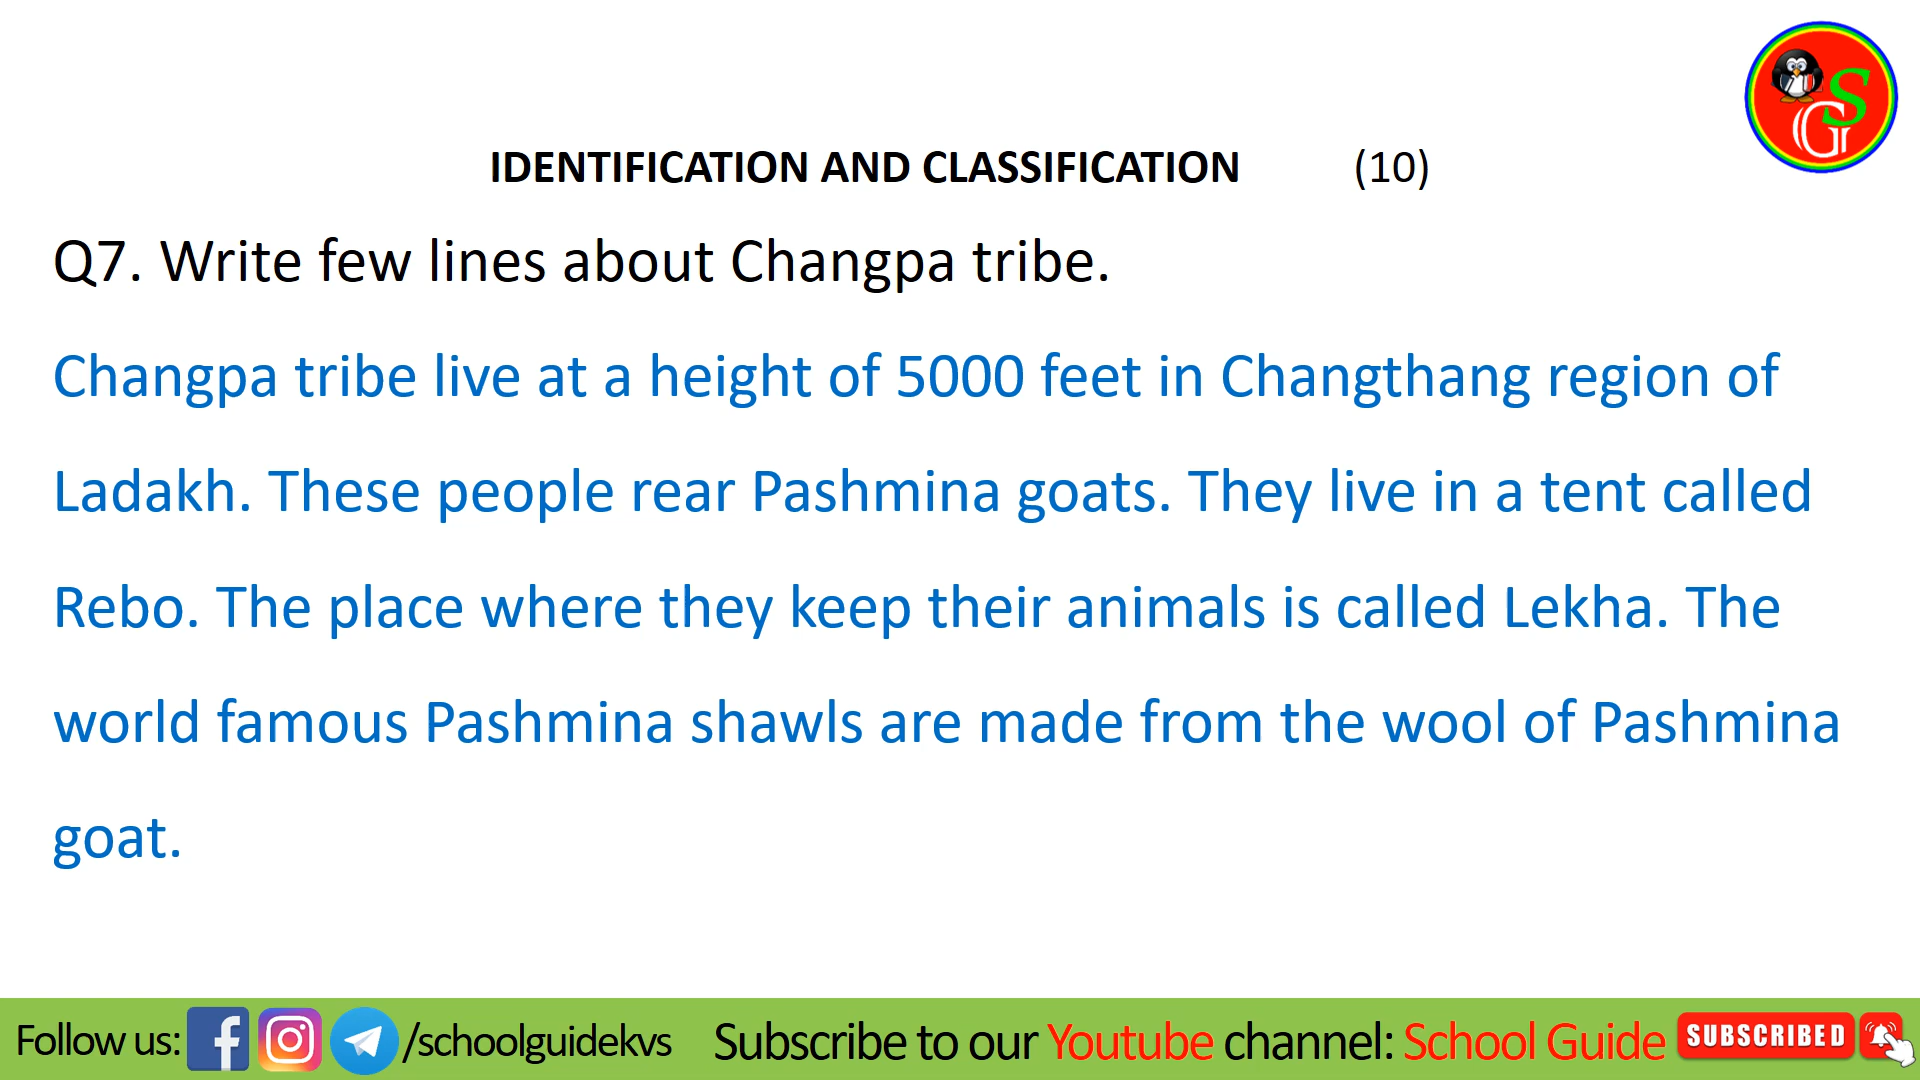 S
G
IDENTIFICATION AND CLASSIFICATION (10)
Q7. Write few lines about Changpa tribe.
Changpa tribe live at a height of 5000 feet in Changthang region of
Ladakh. These people rear Pashmina goats. They live in a tent called
Rebo. The place where they keep their animals is called Lekha. The
world famous Pashmina shawls are made from the wool of Pashmina
goat.
Follow us: /schoolguidekvs Subscribe to our Youtube channel: School Guide SUBSCRIBED